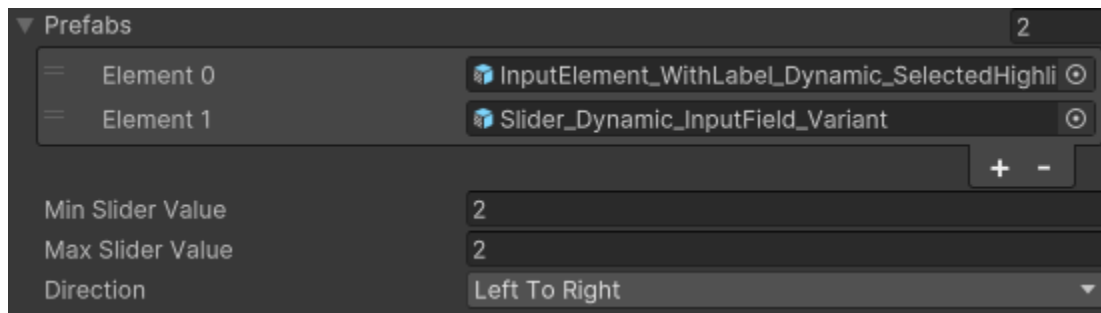 Prefabs 2
Element 0 InputElement_WithLabel_Dynamic_SelectedHighli
Element 1 Slider_Dynamic_InputField_Variant
+ -
Min Slider Value 2
Max Slider Value 2
Direction Left To Right